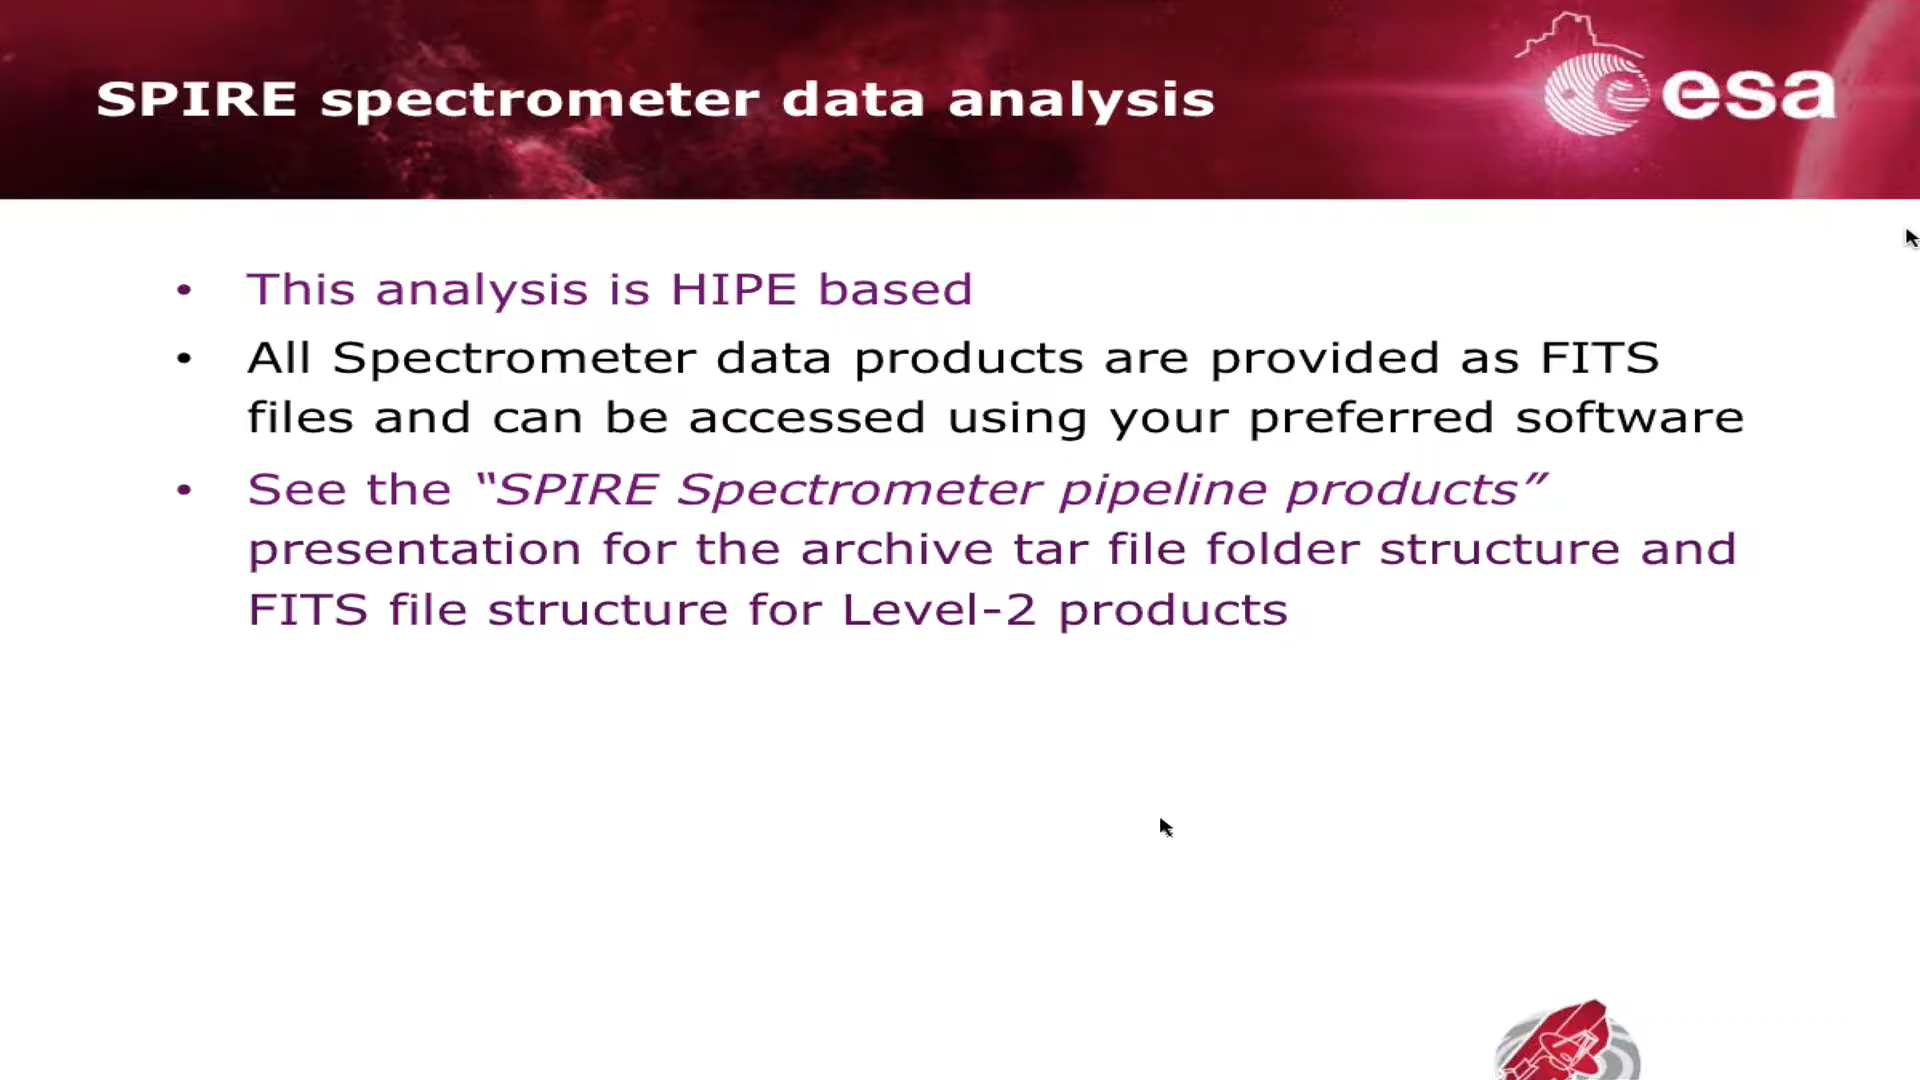 SPIRE spectrometer data analysis
esa
• This analysis is HIPE based
• All Spectrometer data products are provided as FITS
files and can be accessed using your preferred software
• See the “SPIRE Spectrometer pipeline products”
presentation for the archive tar file folder structure and
FITS file structure for Level-2 products